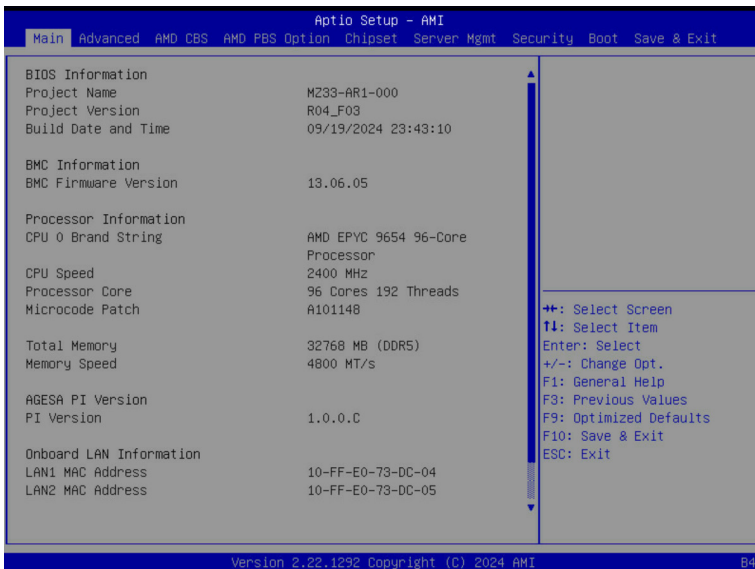 Aptio Setup - AMI
Main Advanced AMD CBS AMD PBS Option Chipset Server Mgmt Security Boot Save & Exit
BIOS Information
Project Name MZ33-AR1-000
Project Version R04_F03
Build Date and Time 09/19/2024 23:43:10
BMC Information
BMC Firmware Version 13.06.05
Processor Information
CPU 0 Brand String AMD EPYC 9654 96-Core
Processor
CPU Speed 2400 MHz
Processor Core 96 Cores 192 Threads
Microcode Patch A101148
Total Memory 32768 MB (DDR5)
Memory Speed 4800 MT/s
AGESA PI Version
PI Version 1.0.0.C
Onboard LAN Information
LAN1 MAC Address 10-FF-E0-73-DC-04
LAN2 MAC Address 10-FF-E0-73-DC-05
→←: Select Screen
↑↓: Select Item
Enter: Select
+/-: Change Opt.
F1: General Help
F3: Previous Values
F9: Optimized Defaults
F10: Save & Exit
ESC: Exit
Version 2.22.1292 Copyright (C) 2024 AMI
B4